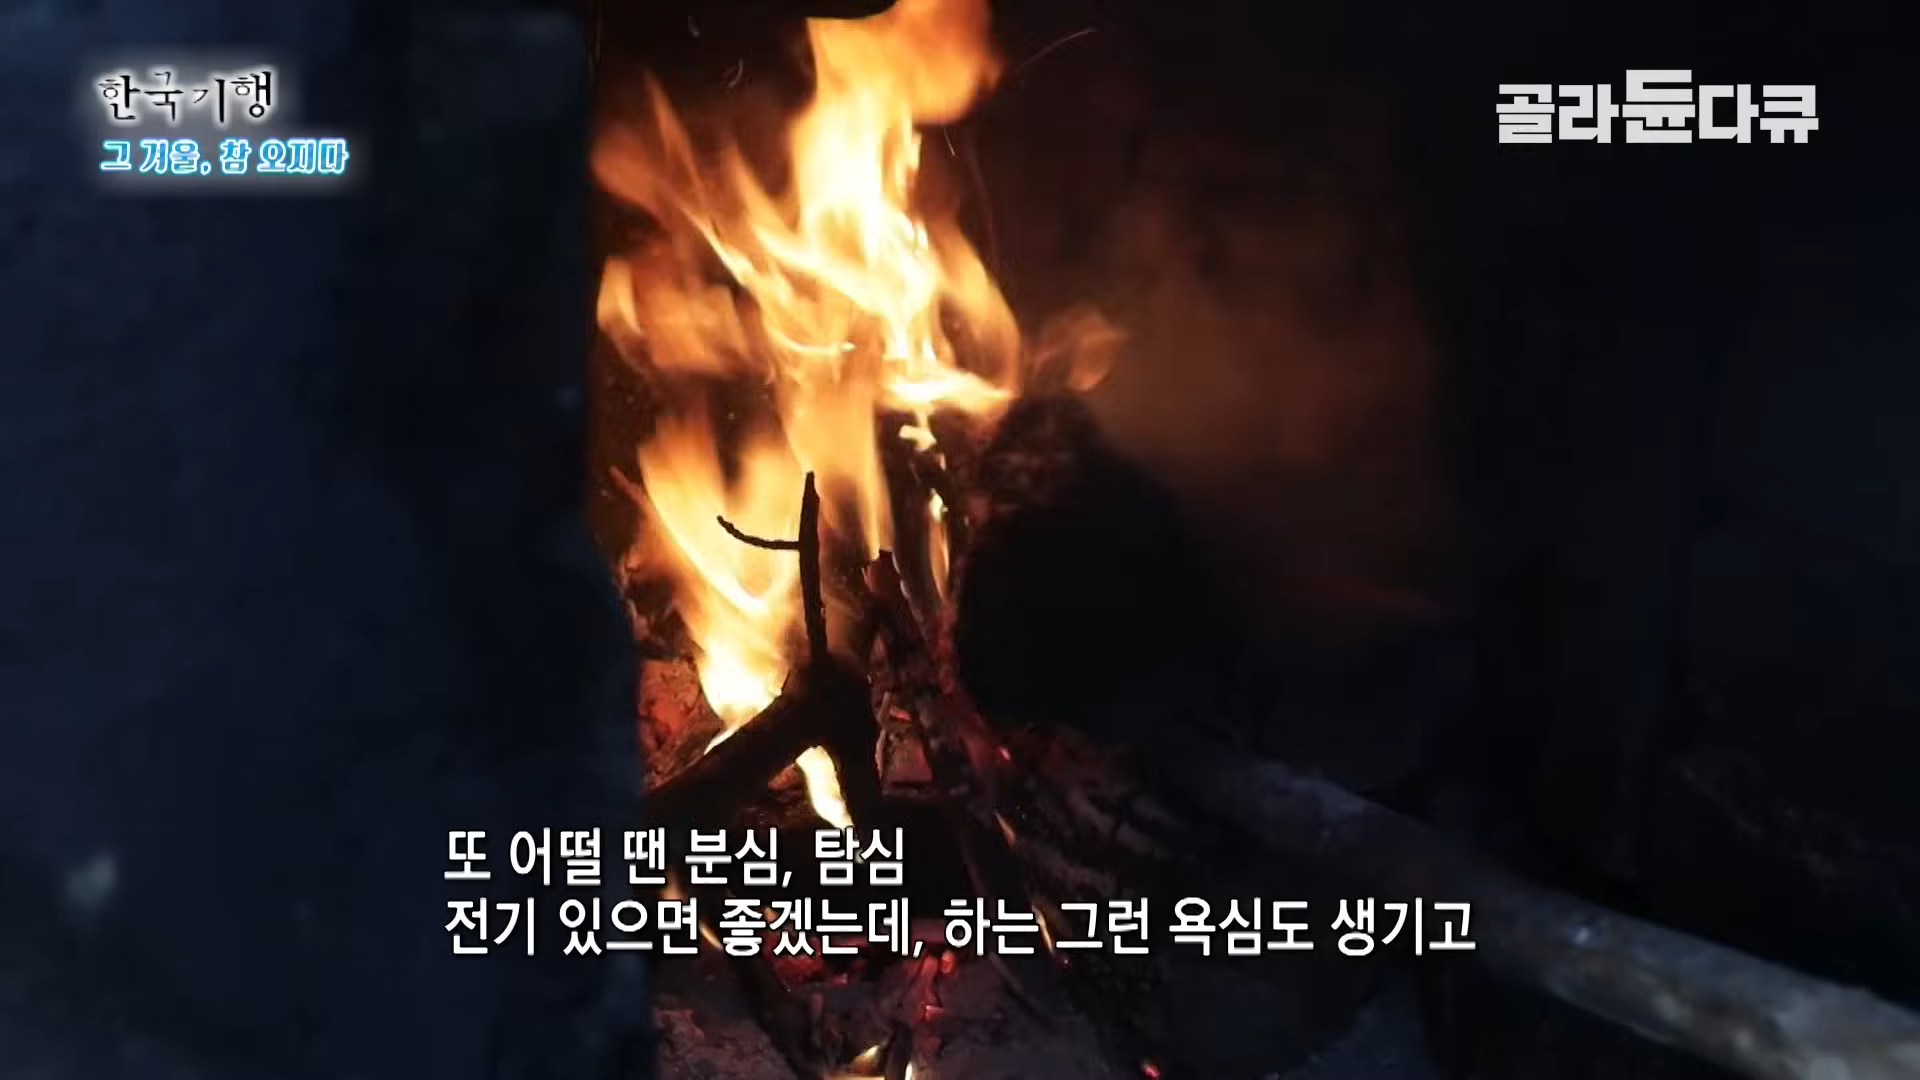 한국기행
그 겨울, 참 오지다
골라듄다큐
또 어떨 땐 분심, 탐심
전기 있으면 좋겠는데, 하는 그런 욕심도 생기고